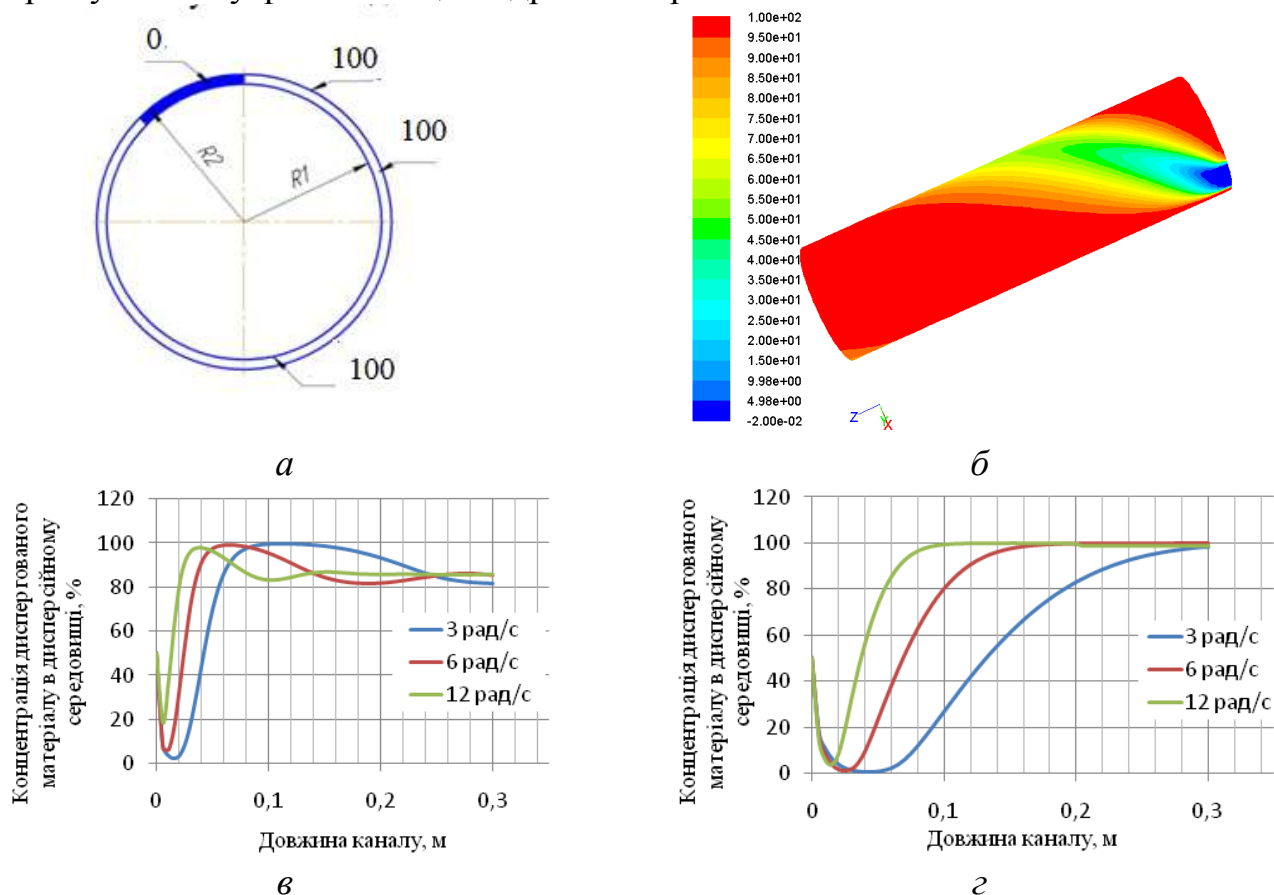 0
100
100
R2
R1
100
а
1.00e+02
9.50e+01
9.00e+01
8.50e+01
8.00e+01
7.50e+01
7.00e+01
6.50e+01
6.00e+01
5.50e+01
5.00e+01
4.50e+01
4.00e+01
3.50e+01
3.00e+01
2.50e+01
2.00e+01
1.50e+01
9.98e+00
4.98e+00
-2.00e-02
Z
Y
X
б
Концентрація диспертованого
матеріалу в дисперсійному
середовищі, %
120
100
80
60
40
20
0
3 рад/с
6 рад/с
12 рад/с
0
0,1
0,2
0,3
Довжина каналу, м
в
Концентрація диспертованого
матеріалу в дисперсійному
середовищі, %
120
100
80
60
40
20
0
3 рад/с
6 рад/с
12 рад/с
0
0,1
0,2
0,3
Довжина каналу, м
г